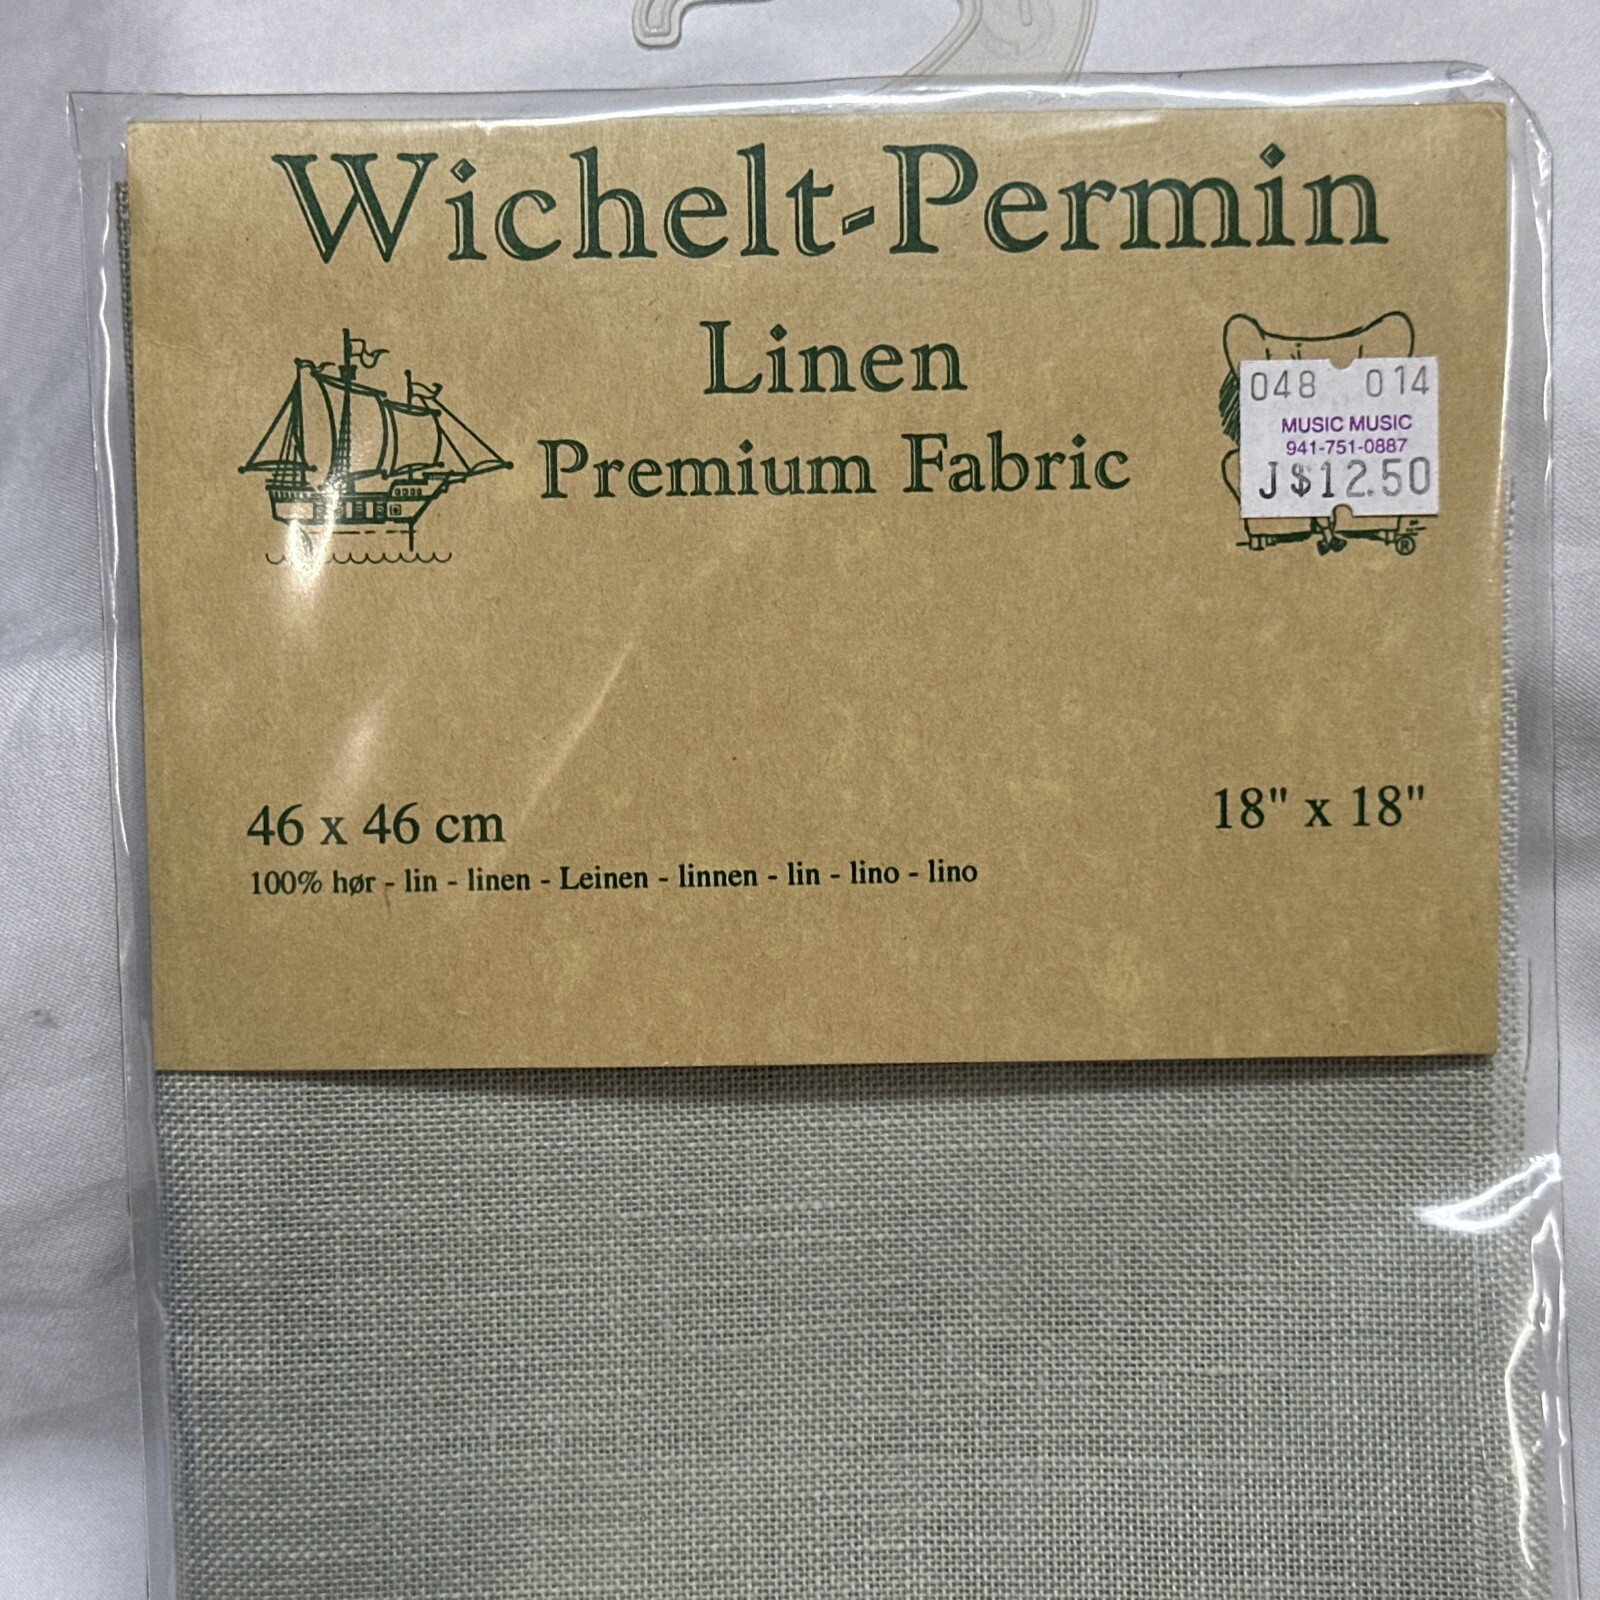 Wichelt-Permin
Linen
Premium Fabric
048 014
MUSIC MUSIC
941-751-0887
J $12.50
®
46 x 46 cm
18" x 18"
100% hør - lin - linen - Leinen - linnen - lin - lino - lino